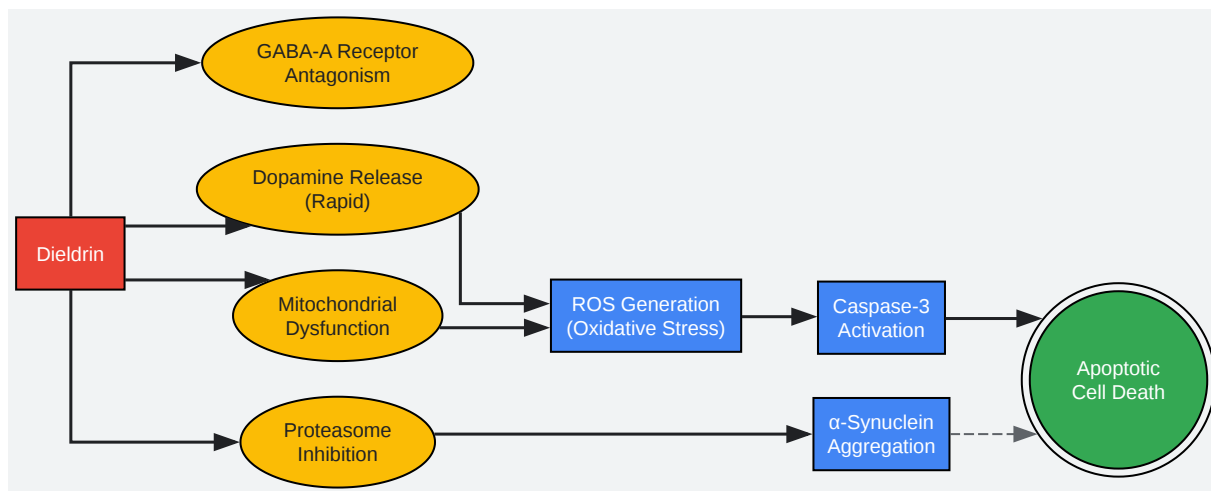 GABA-A Receptor
Antagonism
Dopamine Release
(Rapid)
Dieldrin
Mitochondrial
Dysfunction
ROS Generation
(Oxidative Stress)
Caspase-3
Activation
Apoptotic
Cell Death
Proteasome
Inhibition
α-Synuclein
Aggregation